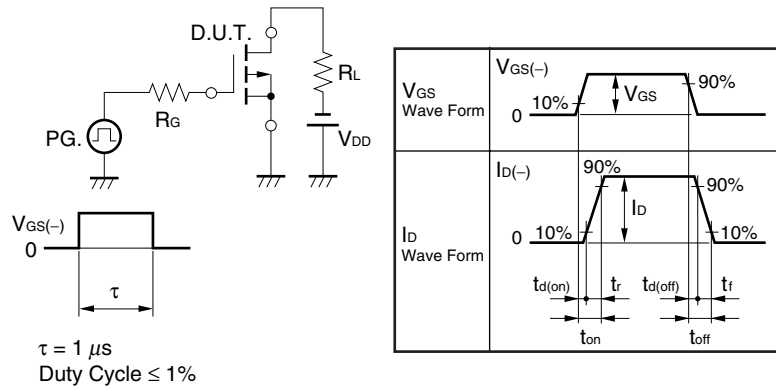 D.U.T.
RL
RG
PG.
VDD
VGS(−)
0
τ
τ = 1 μs
Duty Cycle ≤ 1%
VGS
Wave Form
VGS(−)
10%
0
VGS
90%
ID
Wave Form
ID(−)
90%
90%
ID
10%
0
10%
td(on)
tr
td(off)
tf
ton
toff